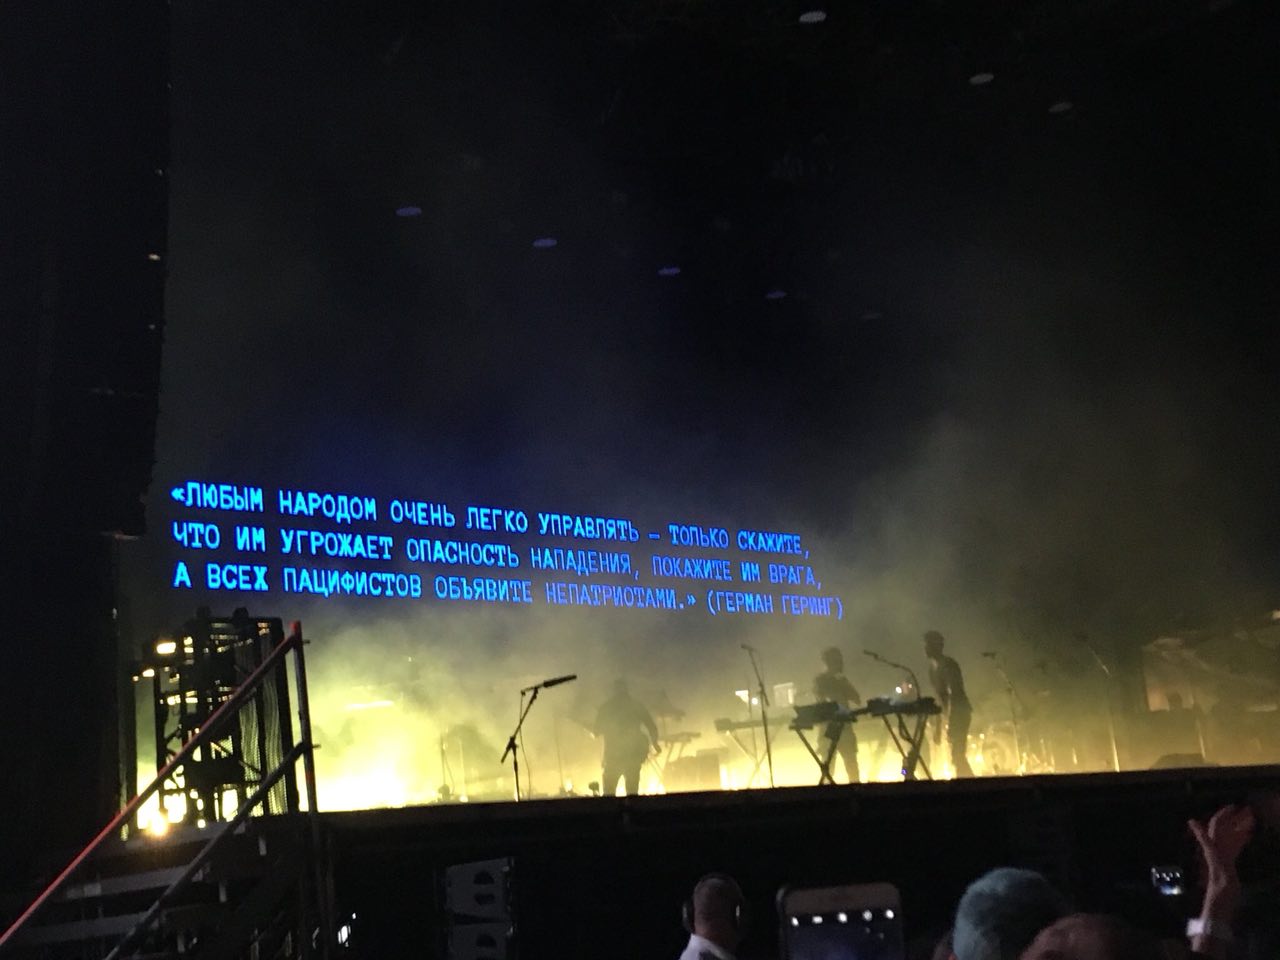 «ЛЮБЫМ НАРОДОМ ОЧЕНЬ ЛЕГКО УПРАВЛЯТЬ – ТОЛЬКО СКАЖИТЕ,
ЧТО ИМ УГРОЖАЕТ ОПАСНОСТЬ НАПАДЕНИЯ, ПОКАЖИТЕ ИМ ВРАГА,
А ВСЕХ ПАЦИФИСТОВ ОБЪЯВИТЕ НЕПАТРИОТАМИ.» (ГЕРМАН ГЕРИНГ)